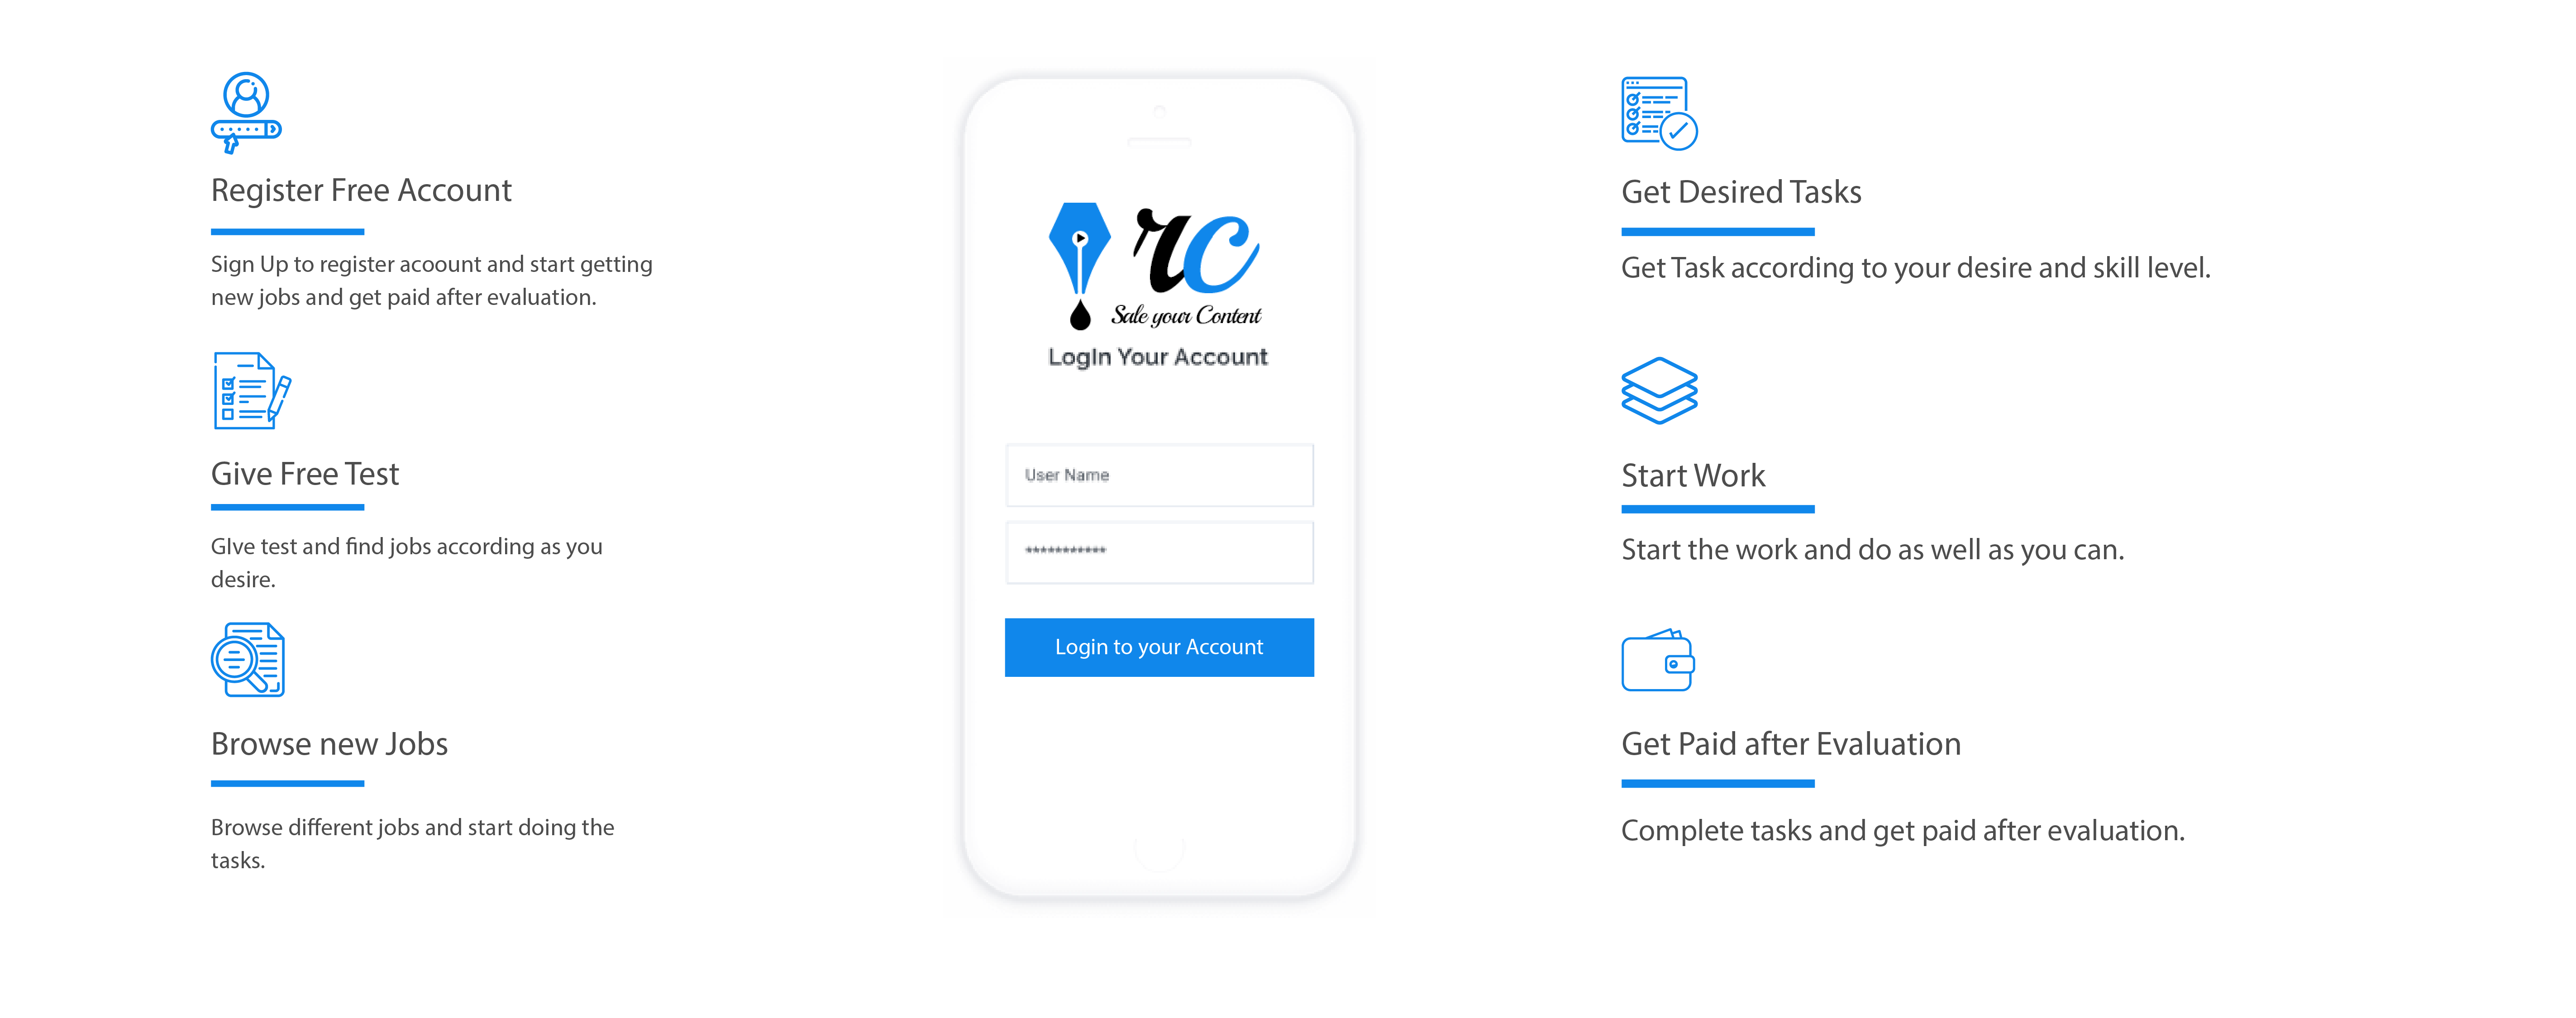 Register Free Account
Sign Up to register acoount and start getting
new jobs and get paid after evaluation.
Give Free Test
GIve test and find jobs according as you
desire.
Browse new Jobs
Browse different jobs and start doing the
tasks.
rc
Sale your Content
LogIn Your Account
User Name
***********
Login to your Account
Get Desired Tasks
Get Task according to your desire and skill level.
Start Work
Start the work and do as well as you can.
Get Paid after Evaluation
Complete tasks and get paid after evaluation.